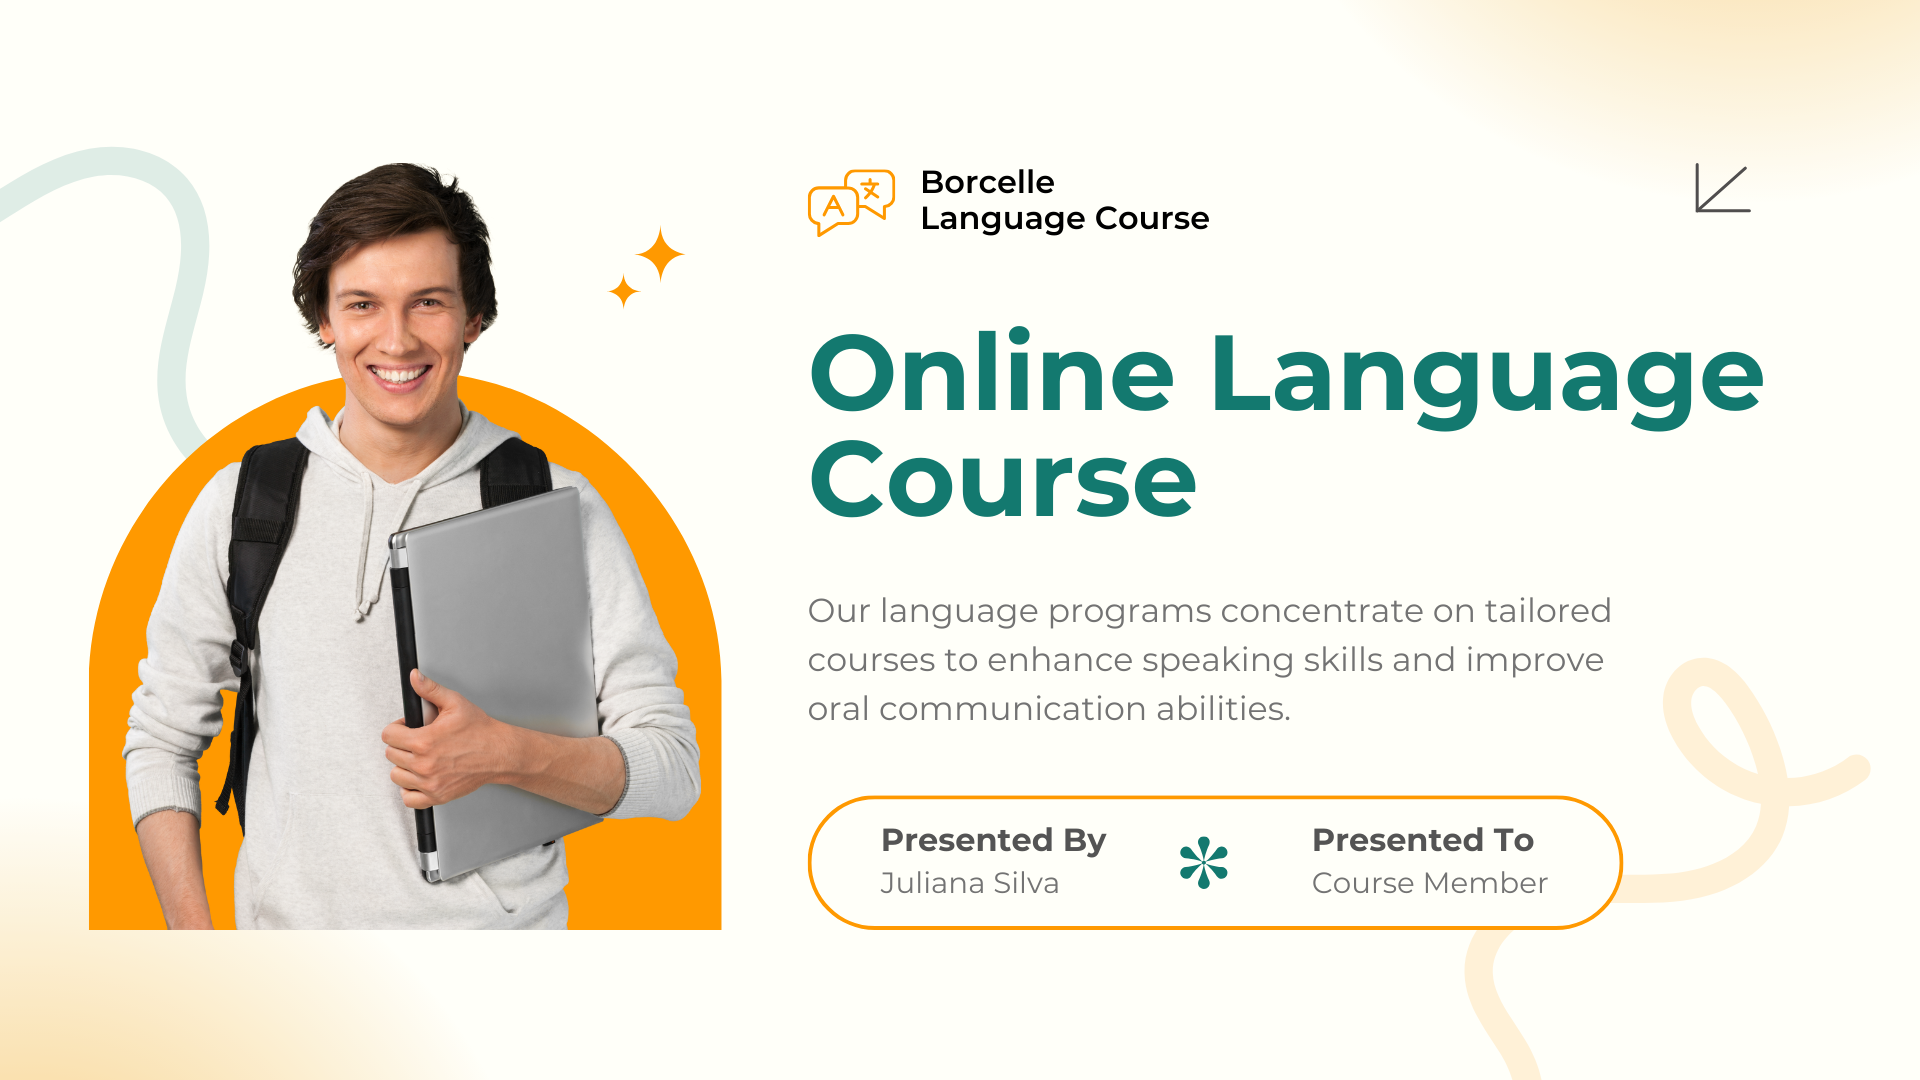 A 文
Borcelle
Language Course
Online Language
Course
Our language programs concentrate on tailored
courses to enhance speaking skills and improve
oral communication abilities.
Presented By
Juliana Silva
Presented To
Course Member